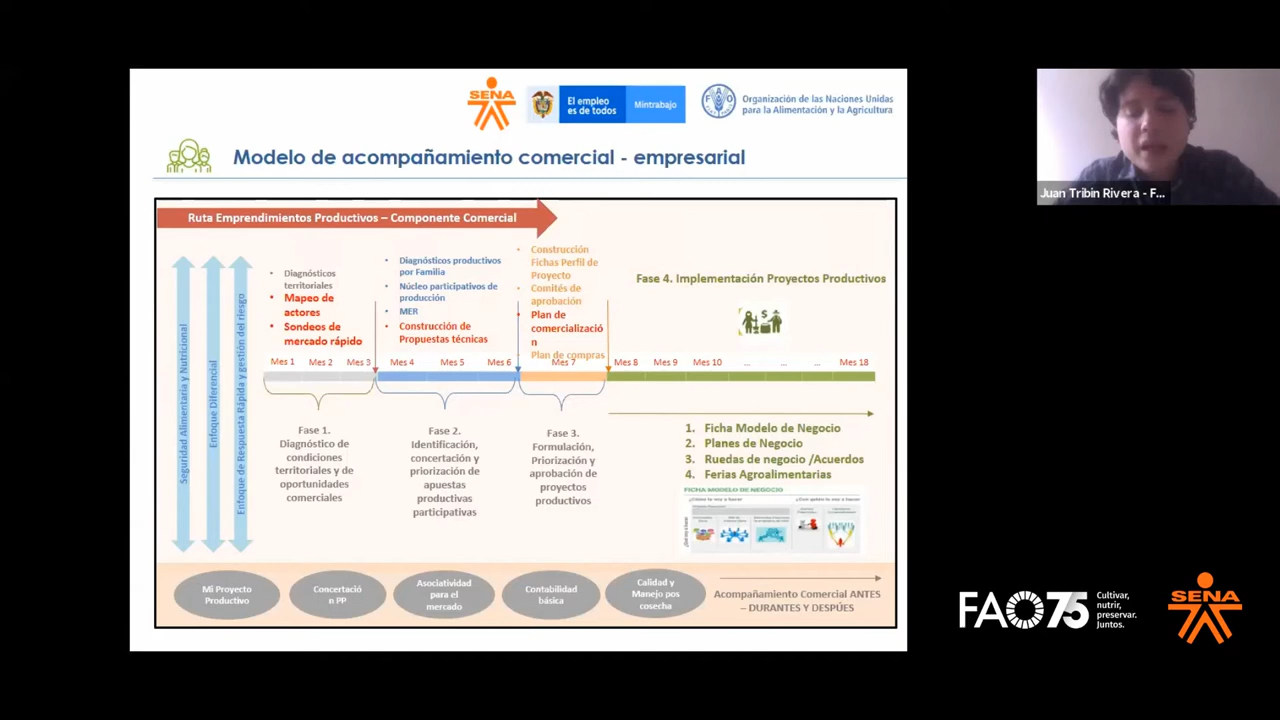 SENA
El empleo
es de todos
Mintrabajo
FAO
Organización de las Naciones Unidas
para la Alimentación y la Agricultura
Modelo de acompañamiento comercial - empresarial
Juan Tribín Rivera - F...
Ruta Emprendimientos Productivos – Componente Comercial
Seguridad Alimentaria y Nutricional
Enfoque Diferencial
Enfoque de Respuesta Rápida y gestión del riesgo
• Diagnósticos
territoriales
• Mapeo de
actores
• Sondeos de
mercado rápido
• Diagnósticos productivos
por Familia
• Núcleo participativos de
producción
• MER
• Construcción de
Propuestas técnicas
• Construcción
Fichas Perfil de
Proyecto
• Comités de
aprobación
• Plan de
comercializació
n
• Plan de compras
Fase 4. Implementación Proyectos Productivos
Mes 1 Mes 2 Mes 3 Mes 4 Mes 5 Mes 6 Mes 7 Mes 8 Mes 9 Mes 10 ... ... ... Mes 18
Fase 1.
Diagnóstico de
condiciones
territoriales y de
oportunidades
comerciales
Fase 2.
Identificación,
concertación y
priorización de
apuestas
productivas
participativas
Fase 3.
Formulación,
Priorización y
aprobación de
proyectos
productivos
1. Ficha Modelo de Negocio
2. Planes de Negocio
3. Ruedas de negocio /Acuerdos
4. Ferias Agroalimentarias
FICHA MODELO DE NEGOCIO
Mi Proyecto
Productivo
Concertació
n PP
Asociatividad
para el
mercado
Contabilidad
básica
Calidad y
Manejo pos
cosecha
Acompañamiento Comercial ANTES
– DURANTES Y DESPÚES
FAO75
Cultivar,
nutrir,
preservar.
Juntos.
SENA